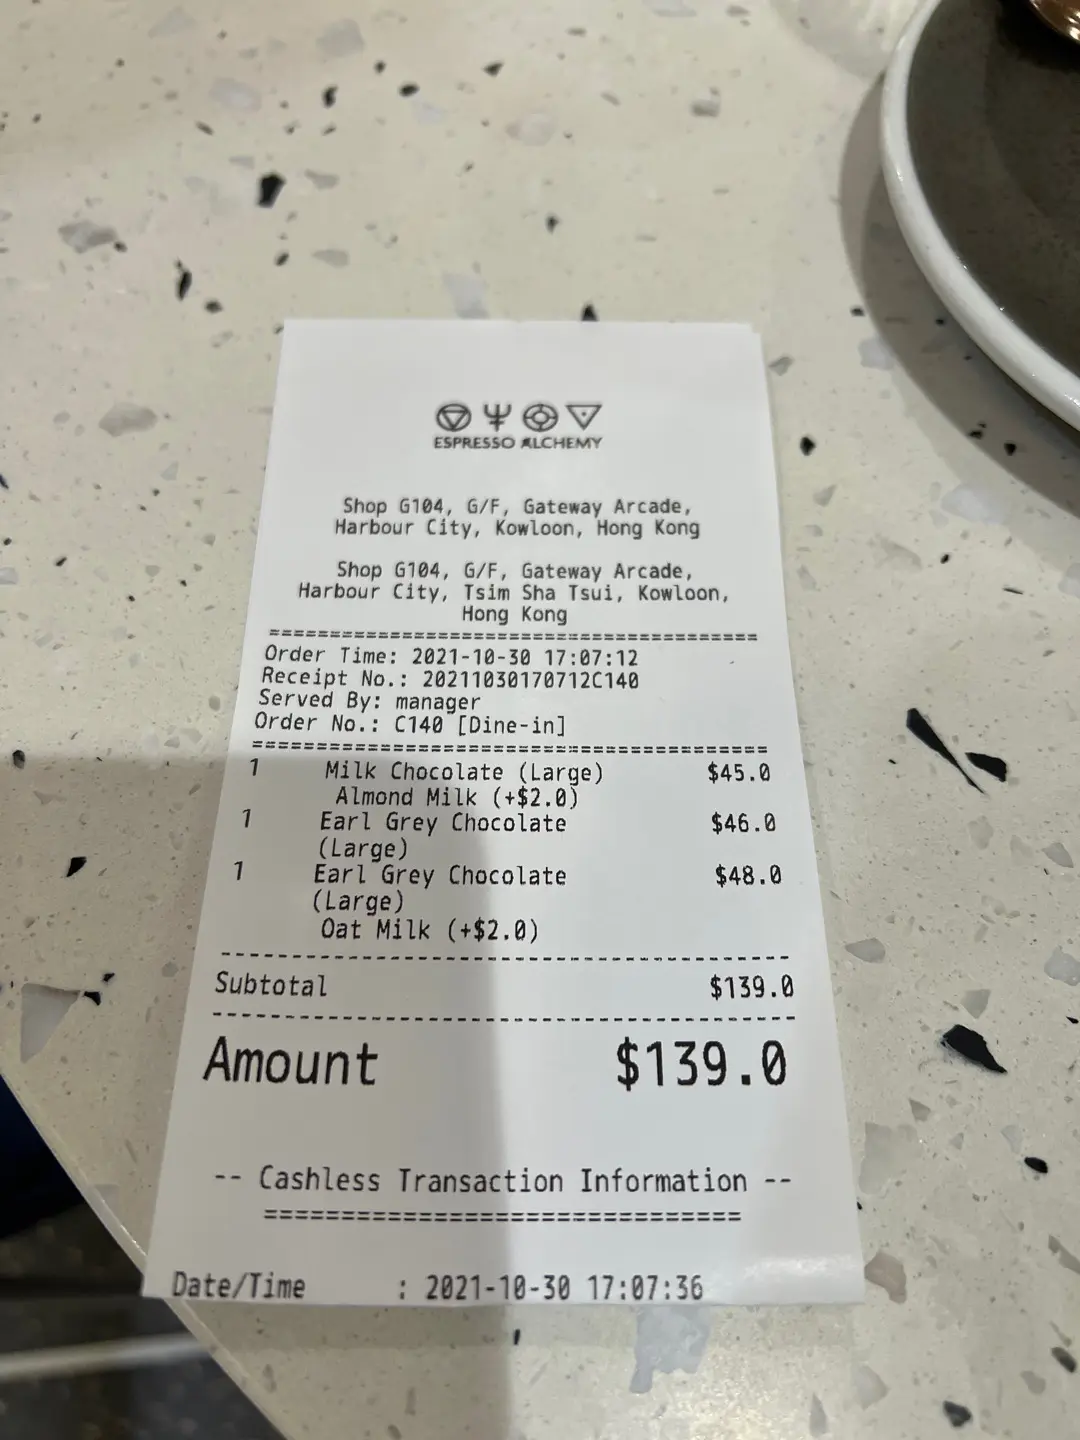 ESPRESSO ALCHEMY
Shop G104, G/F, Gateway Arcade,
Harbour City, Kowloon, Hong Kong
Shop G104, G/F, Gateway Arcade,
Harbour City, Tsim Sha Tsui, Kowloon,
Hong Kong
========================================
Order Time: 2021-10-30 17:07:12
Receipt No.: 20211030170712C140
Served By: manager
Order No.: C140 [Dine-in]
========================================
1 Milk Chocolate (Large) $45.0
Almond Milk (+$2.0)
1 Earl Grey Chocolate $46.0
(Large)
1 Earl Grey Chocolate $48.0
(Large)
Oat Milk (+$2.0)
----------------------------------------
Subtotal $139.0
----------------------------------------
Amount $139.0
-- Cashless Transaction Information --
================================
Date/Time : 2021-10-30 17:07:36